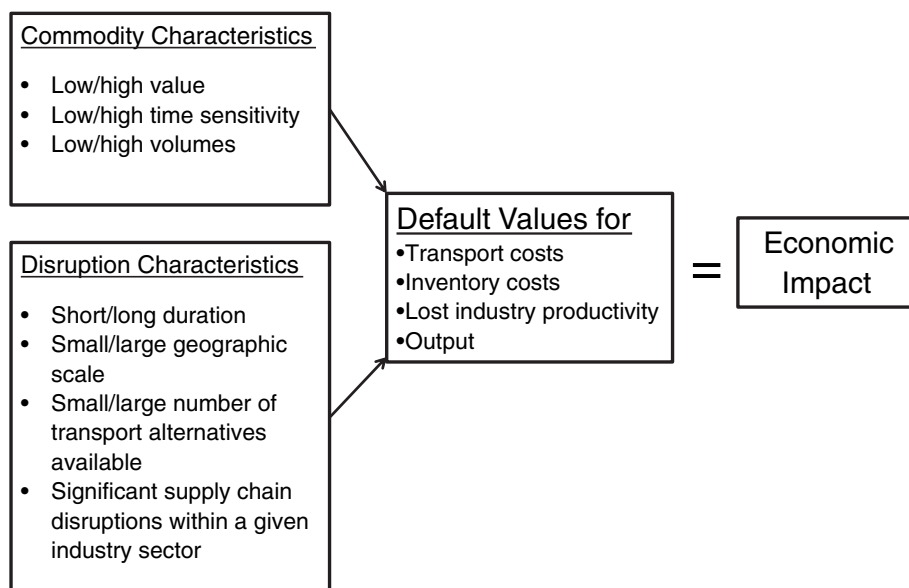 Commodity Characteristics
• Low/high value
• Low/high time sensitivity
• Low/high volumes
Disruption Characteristics
• Short/long duration
• Small/large geographic
scale
• Small/large number of
transport alternatives
available
• Significant supply chain
disruptions within a given
industry sector
Default Values for
•Transport costs
•Inventory costs
•Lost industry productivity
•Output
=
Economic
Impact